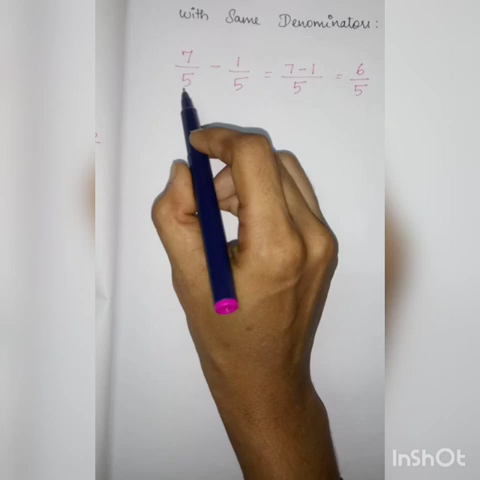 with Same Denominators:
7/5 - 1/5 = 7-1/5 = 6/5
InShOt